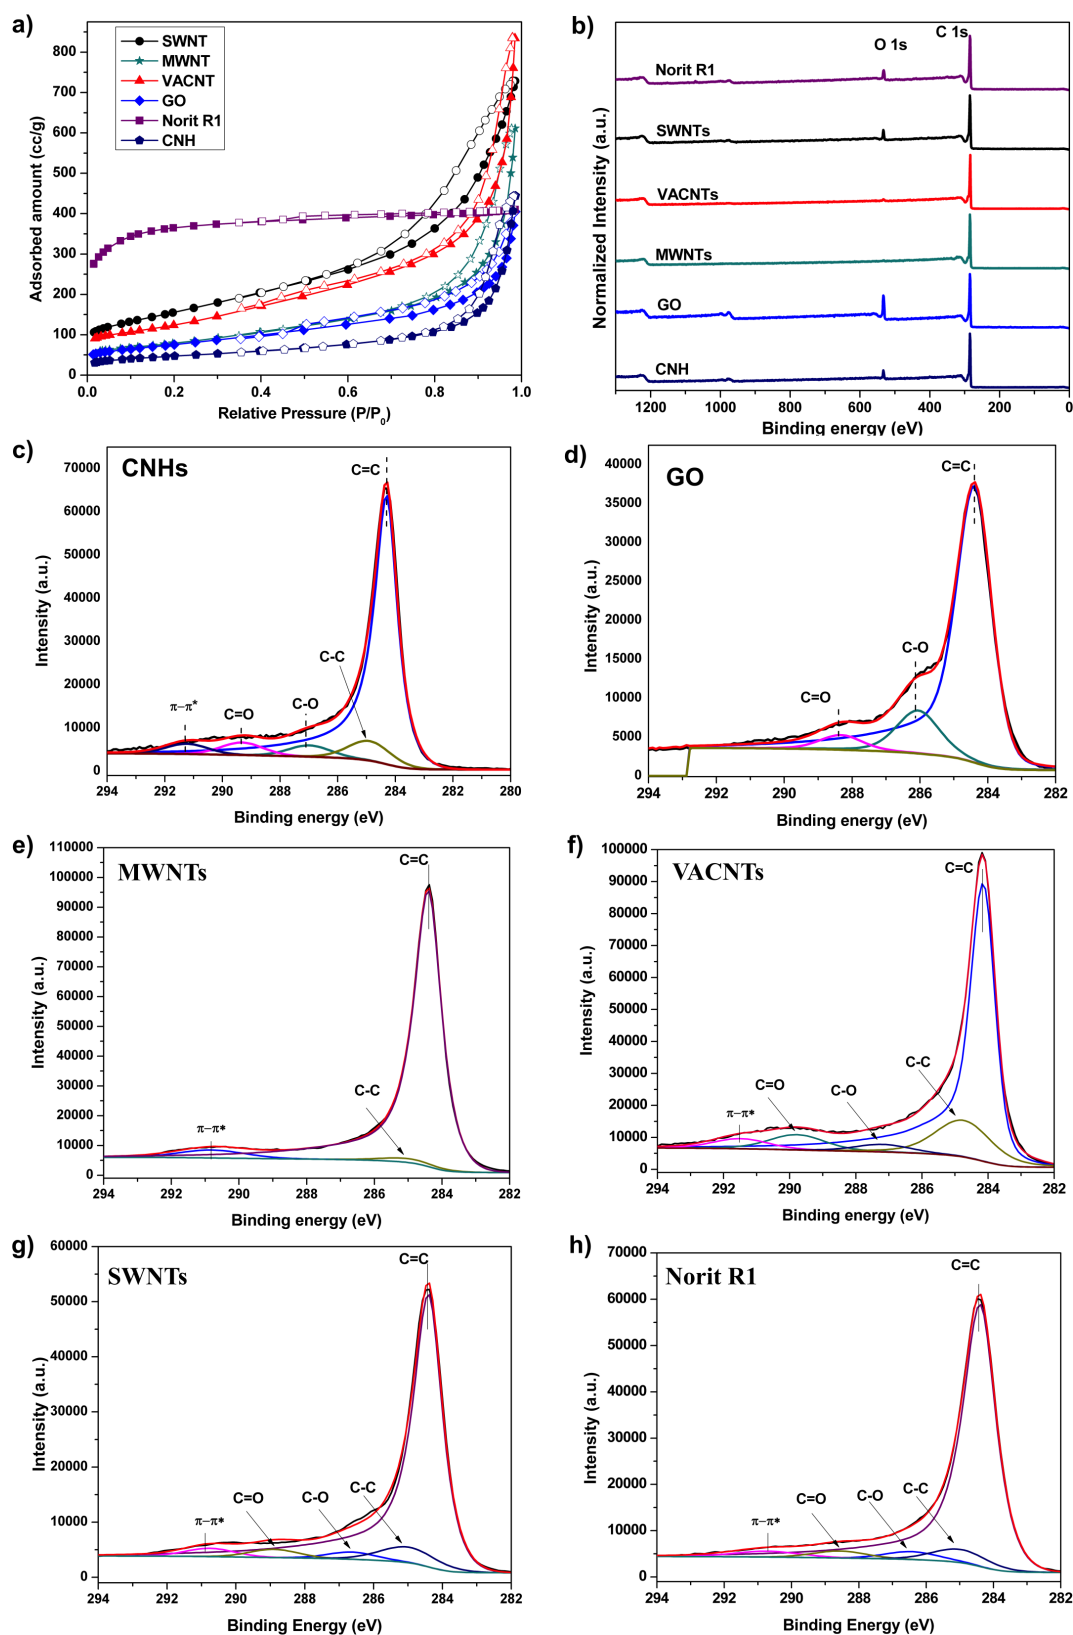 a)
SWNT
MWNT
VACNT
GO
Norit R1
CNH
800
700
600
500
400
300
200
100
0
0.0 0.2 0.4 0.6 0.8 1.0
Adsorbed amount (cc/g)
Relative Pressure (P/P0)
b)
O 1s
C 1s
Norit R1
SWNTs
VACNTs
MWNTs
GO
CNH
1200 1000 800 600 400 200 0
Normalized Intensity (a.u.)
Binding energy (eV)
c)
CNHs
C=C
C-C
C-O
C=O
π−π*
70000
60000
50000
40000
30000
20000
10000
0
294 292 290 288 286 284 282 280
Intensity (a.u.)
Binding energy (eV)
d)
GO
C=C
C-O
C=O
40000
35000
30000
25000
20000
15000
10000
5000
0
294 292 290 288 286 284 282
Intensity (a.u.)
Binding energy (eV)
e)
MWNTs
C=C
C-C
π−π*
110000
100000
90000
80000
70000
60000
50000
40000
30000
20000
10000
0
294 292 290 288 286 284 282
Intensity (a.u.)
Binding energy (eV)
f)
VACNTs
C=C
C-C
C=O
C-O
π−π*
100000
90000
80000
70000
60000
50000
40000
30000
20000
10000
0
294 292 290 288 286 284 282
Intensity (a.u.)
Binding energy (eV)
g)
SWNTs
C=C
C-C
C=O
C-O
π−π*
60000
50000
40000
30000
20000
10000
0
294 292 290 288 286 284 282
Intensity (a.u.)
Binding Energy (eV)
h)
Norit R1
C=C
C-C
C=O
C-O
π−π*
70000
60000
50000
40000
30000
20000
10000
0
294 292 290 288 286 284 282
Intensity (a.u.)
Binding Energy (eV)